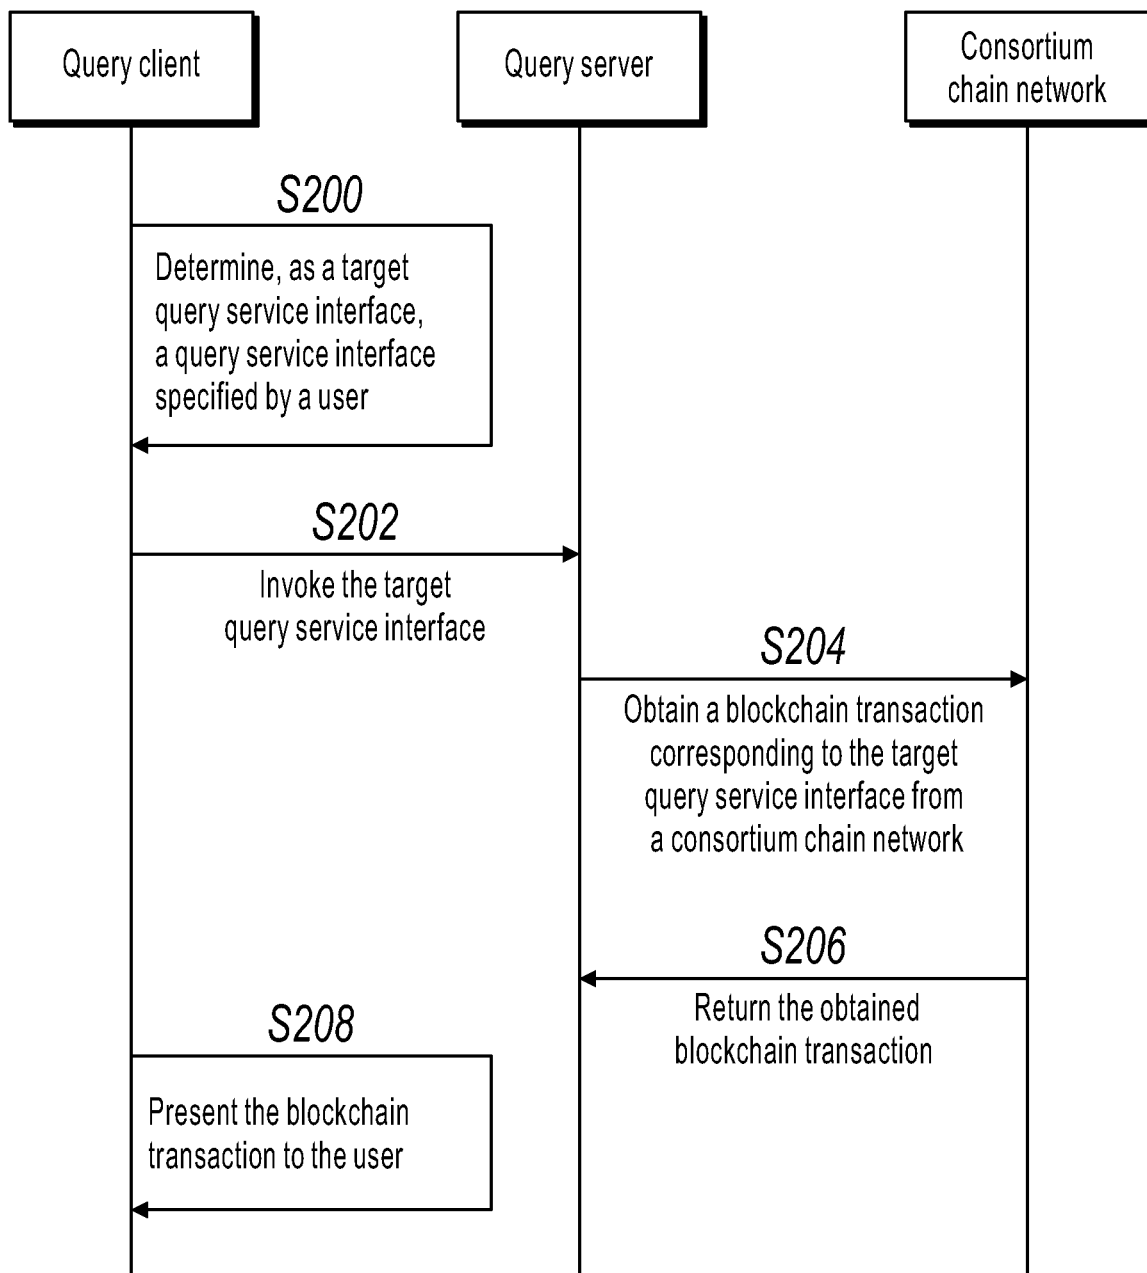 Query client
Query server
Consortium
chain network
S200
Determine, as a target
query service interface,
a query service interface
specified by a user
S202
Invoke the target
query service interface
S204
Obtain a blockchain transaction
corresponding to the target
query service interface from
a consortium chain network
S206
Return the obtained
blockchain transaction
S208
Present the blockchain
transaction to the user